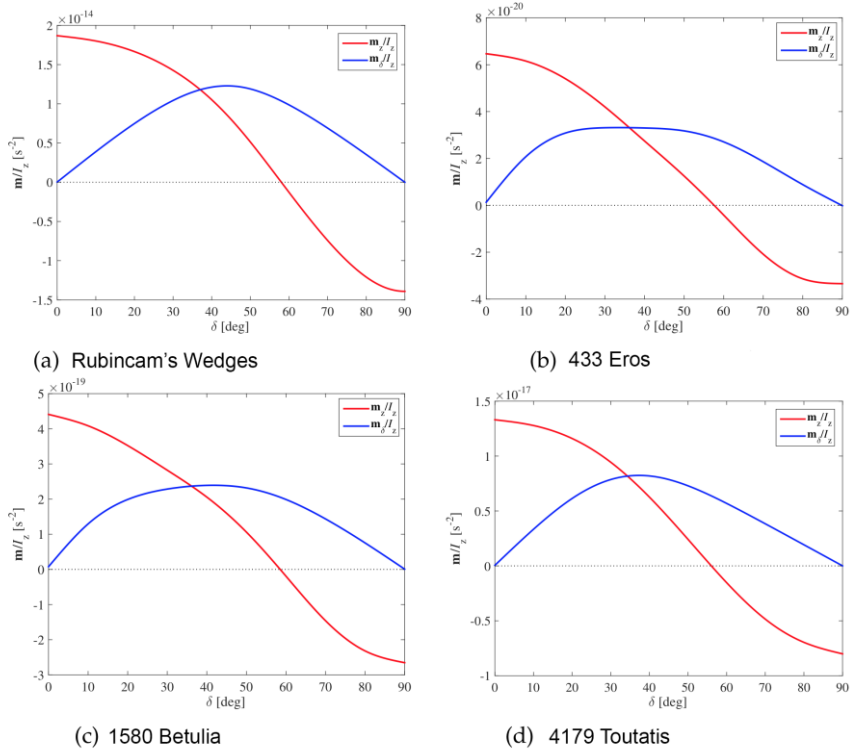 ×10⁻¹⁴
2
1.5
1
0.5
0
-0.5
-1
-1.5
m/I_z [s⁻²]
0 10 20 30 40 50 60 70 80 90
δ [deg]
m_z/I_z
m_δ/I_z
(a) Rubincam's Wedges
×10⁻²⁰
8
6
4
2
0
-2
-4
m/I_z [s⁻²]
0 10 20 30 40 50 60 70 80 90
δ [deg]
m_z/I_z
m_δ/I_z
(b) 433 Eros
×10⁻¹⁹
5
4
3
2
1
0
-1
-2
-3
m/I_z [s⁻²]
0 10 20 30 40 50 60 70 80 90
δ [deg]
m_z/I_z
m_δ/I_z
(c) 1580 Betulia
×10⁻¹⁷
1.5
1
0.5
0
-0.5
-1
m/I_z [s⁻²]
0 10 20 30 40 50 60 70 80 90
δ [deg]
m_z/I_z
m_δ/I_z
(d) 4179 Toutatis